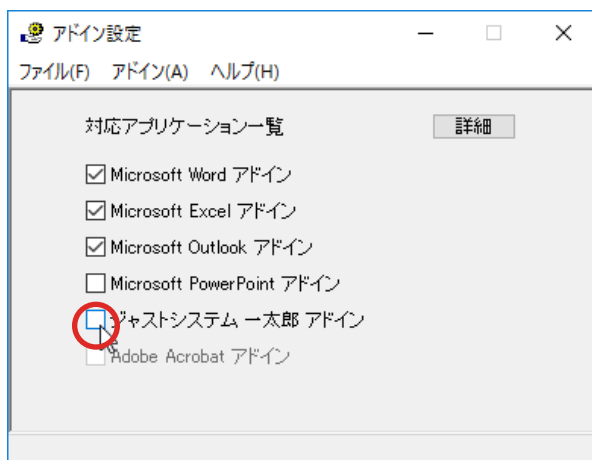 アドイン設定
ファイル(F) アドイン(A) ヘルプ(H)
対応アプリケーション一覧 詳細
Microsoft Word アドイン
Microsoft Excel アドイン
Microsoft Outlook アドイン
Microsoft PowerPoint アドイン
ジャストシステム 一太郎 アドイン
Adobe Acrobat アドイン